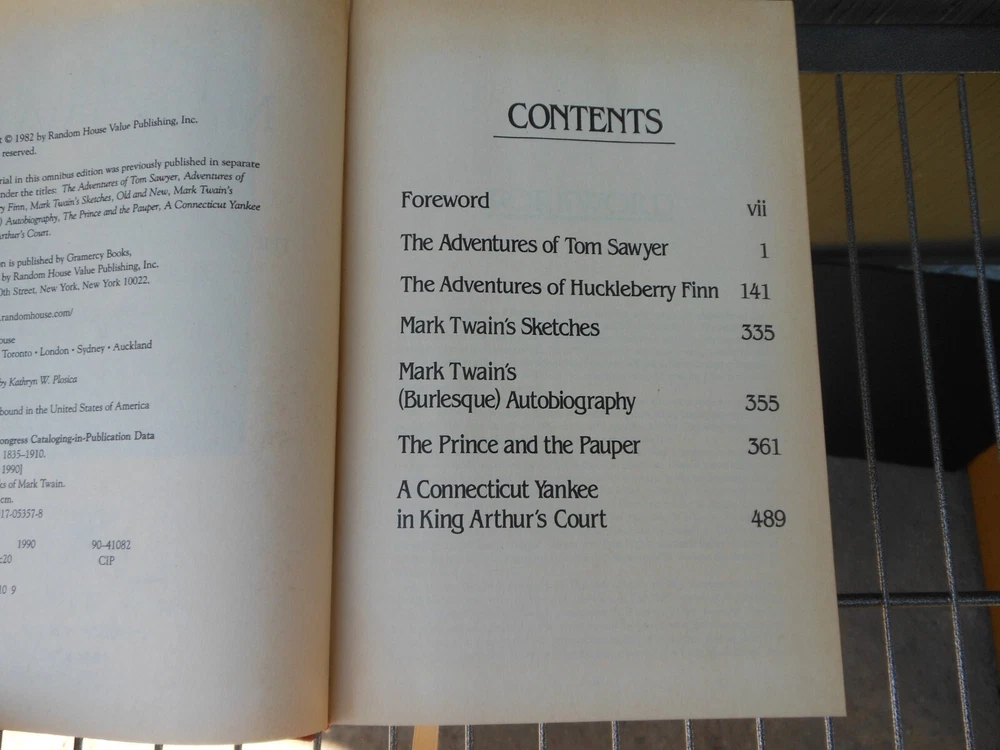 © 1982 by Random House Value Publishing, Inc.
reserved.
in this omnibus edition was previously published in separate
under the titles: The Adventures of Tom Sawyer, Adventures of
Finn, Mark Twain's Sketches, Old and New, Mark Twain's
Autobiography, The Prince and the Pauper, A Connecticut Yankee
Arthur's Court.
is published by Gramercy Books,
by Random House Value Publishing, Inc.
Street, New York, New York 10022.
.randomhouse.com/
Toronto • London • Sydney • Auckland
by Kathryn W. Plosica
bound in the United States of America
Congress Cataloging-in-Publication Data
1835–1910.
1990]
of Mark Twain.
cm.
17-05357-8
1990 90-41082
c20 CIP
10 9
CONTENTS
Foreword vii
The Adventures of Tom Sawyer 1
The Adventures of Huckleberry Finn 141
Mark Twain's Sketches 335
Mark Twain's
(Burlesque) Autobiography 355
The Prince and the Pauper 361
A Connecticut Yankee
in King Arthur's Court 489